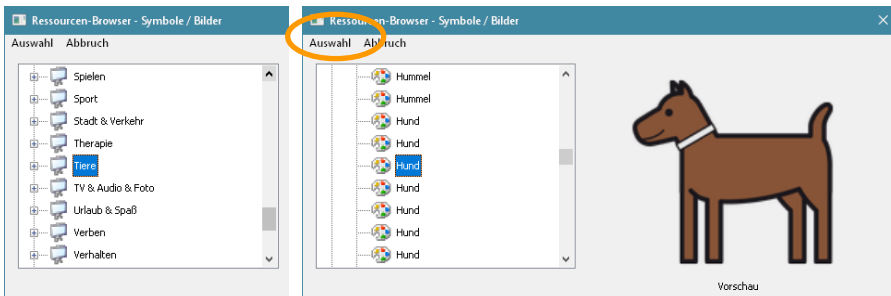 Ressourcen-Browser - Symbole / Bilder
Auswahl Abbruch
Spielen
Sport
Stadt & Verkehr
Therapie
Tiere
TV & Audio & Foto
Urlaub & Spaß
Verben
Verhalten
Ressourcen-Browser - Symbole / Bilder
Auswahl Abbruch
Hummel
Hummel
Hund
Hund
Hund
Hund
Hund
Hund
Hund
Vorschau